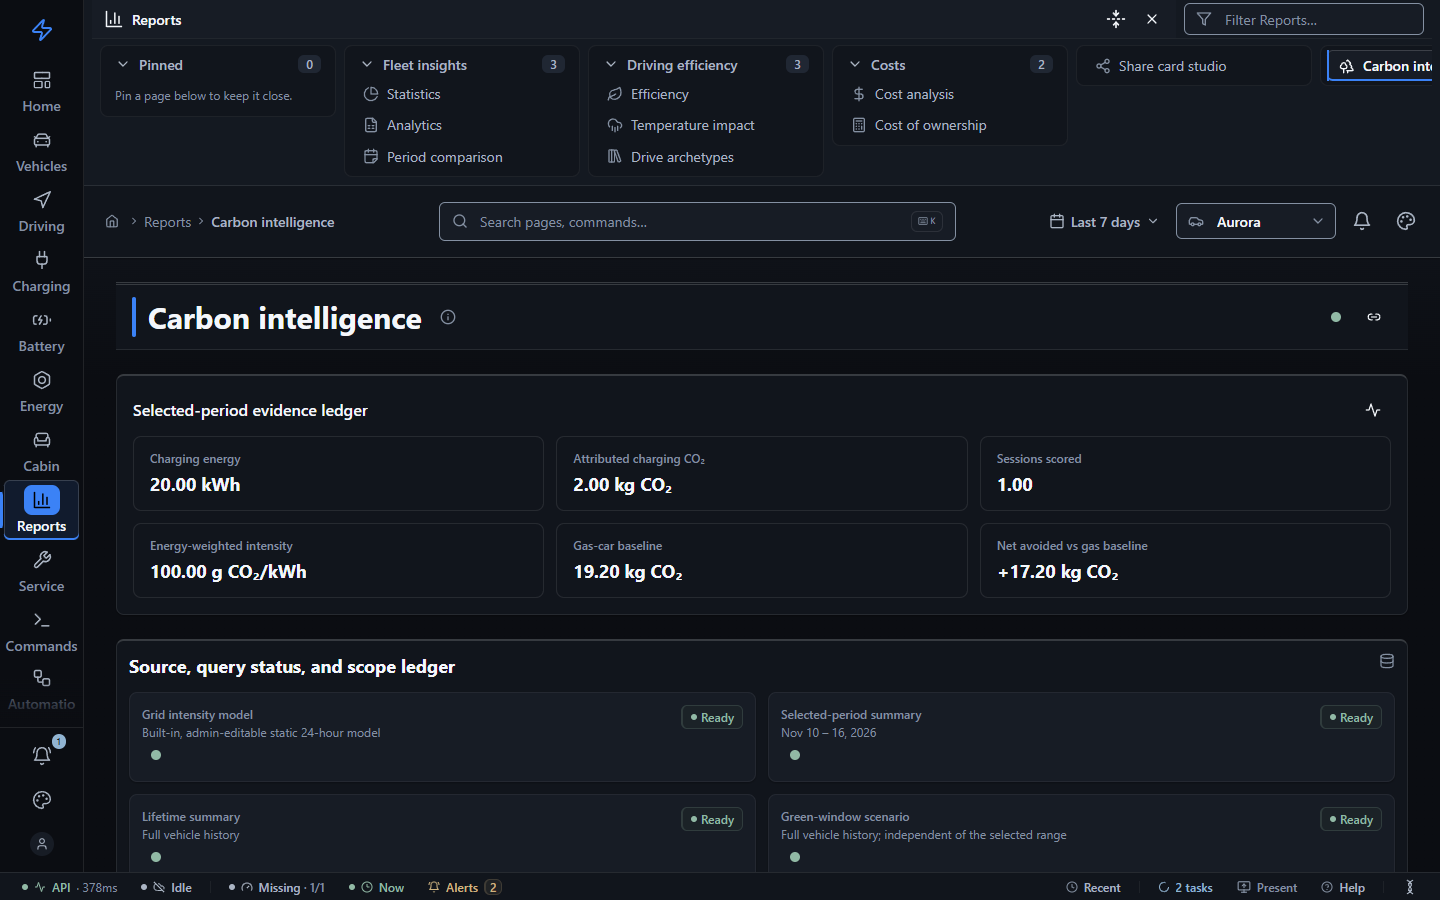 Reports
Filter Reports...
Pinned 0
Pin a page below to keep it close.
Fleet insights 3
Statistics
Analytics
Period comparison
Driving efficiency 3
Efficiency
Temperature impact
Drive archetypes
Costs 2
Cost analysis
Cost of ownership
Share card studio
Carbon inte
Home
Vehicles
Driving
Charging
Battery
Energy
Cabin
Reports
Service
Commands
Automatio
1
Reports
Carbon intelligence
Search pages, commands...
K
Last 7 days
Aurora
Carbon intelligence
Selected-period evidence ledger
Charging energy
20.00 kWh
Attributed charging CO₂
2.00 kg CO₂
Sessions scored
1.00
Energy-weighted intensity
100.00 g CO₂/kWh
Gas-car baseline
19.20 kg CO₂
Net avoided vs gas baseline
+17.20 kg CO₂
Source, query status, and scope ledger
Grid intensity model
Built-in, admin-editable static 24-hour model
Ready
Selected-period summary
Nov 10 – 16, 2026
Ready
Lifetime summary
Full vehicle history
Ready
Green-window scenario
Full vehicle history; independent of the selected range
Ready
API · 378ms
Idle
Missing · 1/1
Now
Alerts 2
Recent
2 tasks
Present
Help